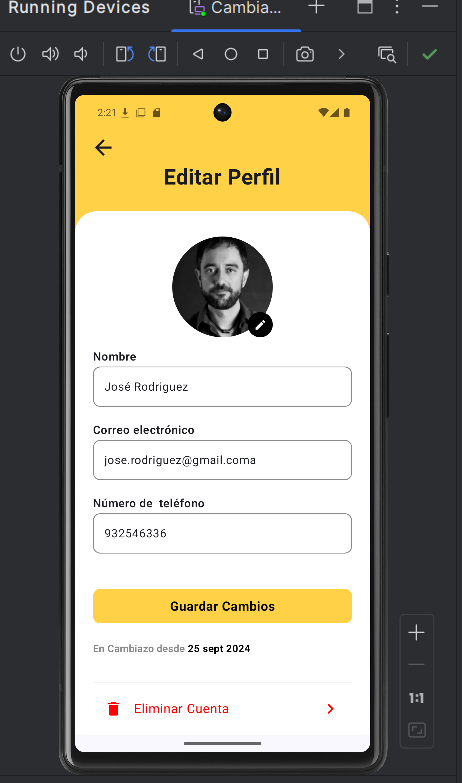 Running Devices
Cambia...
2:21
Editar Perfil
Nombre
José Rodriguez
Correo electrónico
jose.rodriguez@gmail.coma
Número de  teléfono
932546336
Guardar Cambios
En Cambiazo desde 25 sept 2024
Eliminar Cuenta
1:1